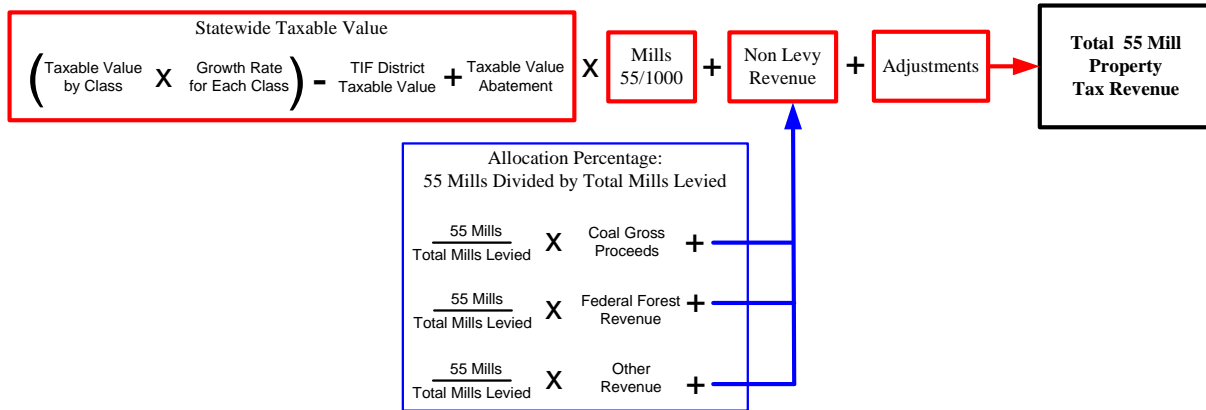 Statewide Taxable Value
( Taxable Value by Class X Growth Rate for Each Class ) - TIF District Taxable Value + Taxable Value Abatement X Mills 55/1000 + Non Levy Revenue + Adjustments Total 55 Mill Property Tax Revenue
Allocation Percentage:
55 Mills Divided by Total Mills Levied
55 Mills
Total Mills Levied X Coal Gross Proceeds +
55 Mills
Total Mills Levied X Federal Forest Revenue +
55 Mills
Total Mills Levied X Other Revenue +